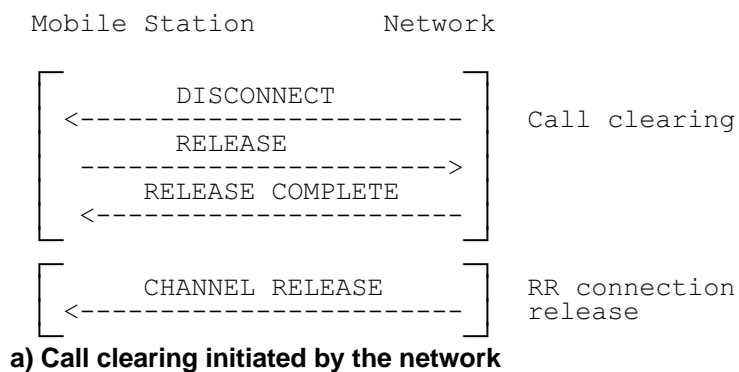 Mobile Station Network
DISCONNECT
<------------------------ Call clearing
RELEASE
----------------------->
RELEASE COMPLETE
<-----------------------
CHANNEL RELEASE RR connection
<------------------------ release
a) Call clearing initiated by the network